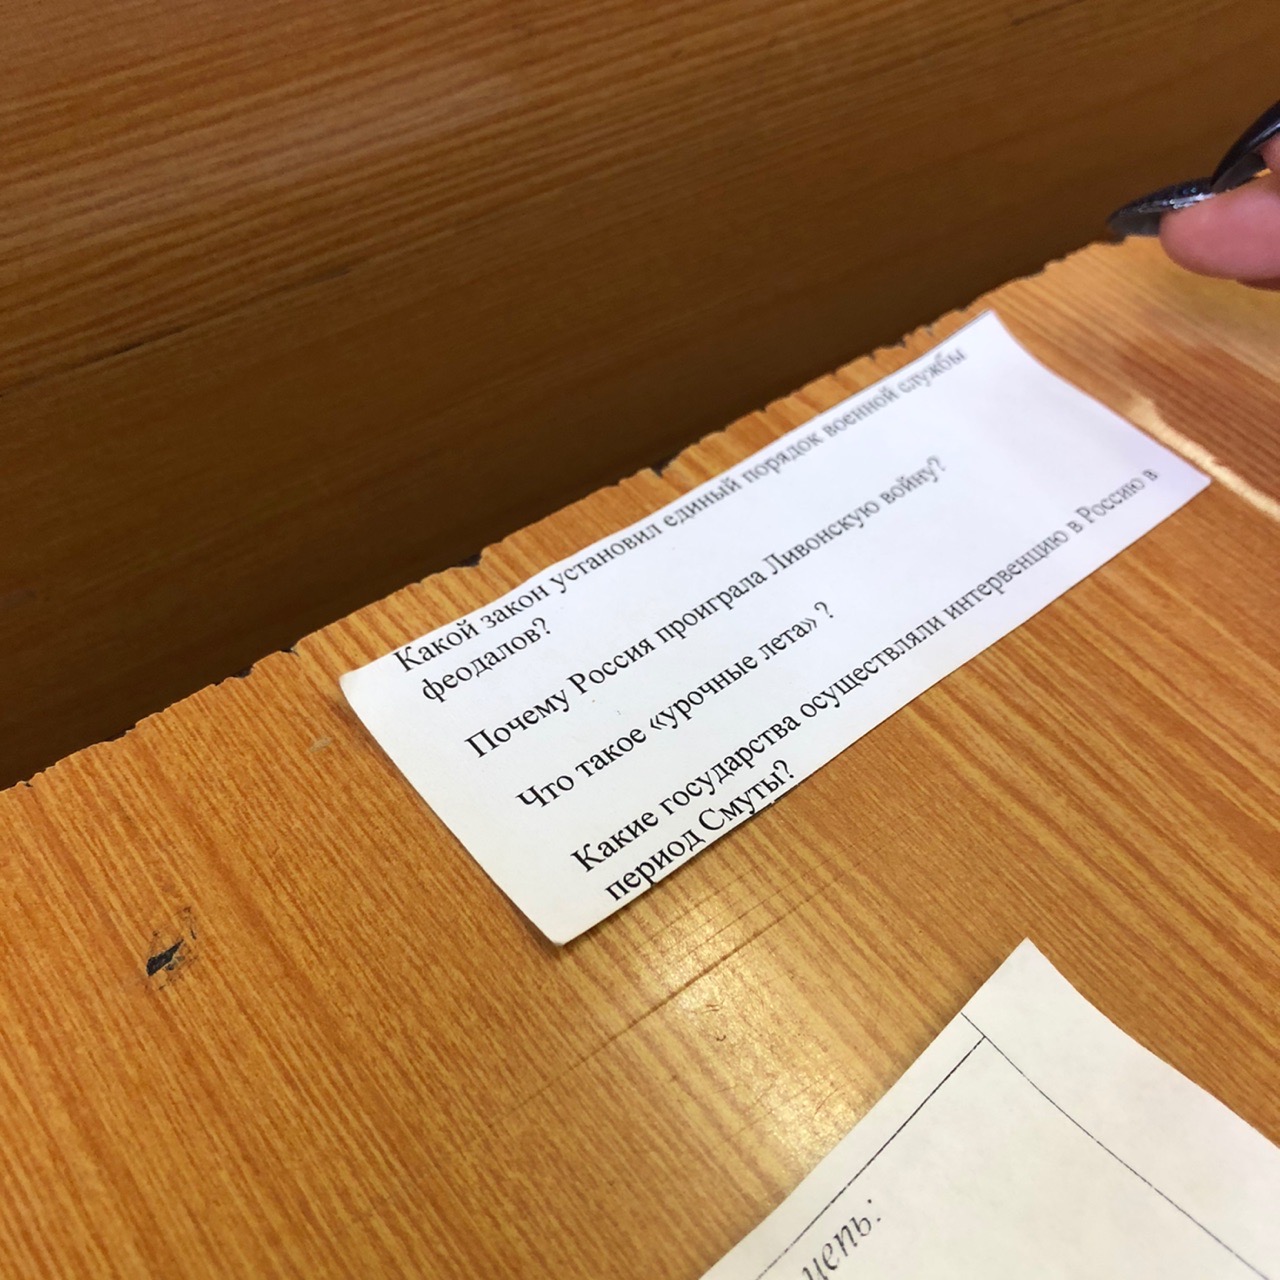 Какой закон установил единый порядок военной службы
феодалов?
Почему Россия проиграла Ливонскую войну?
Что такое «урочные лета» ?
Какие государства осуществляли интервенцию в Россию в
период Смуты?